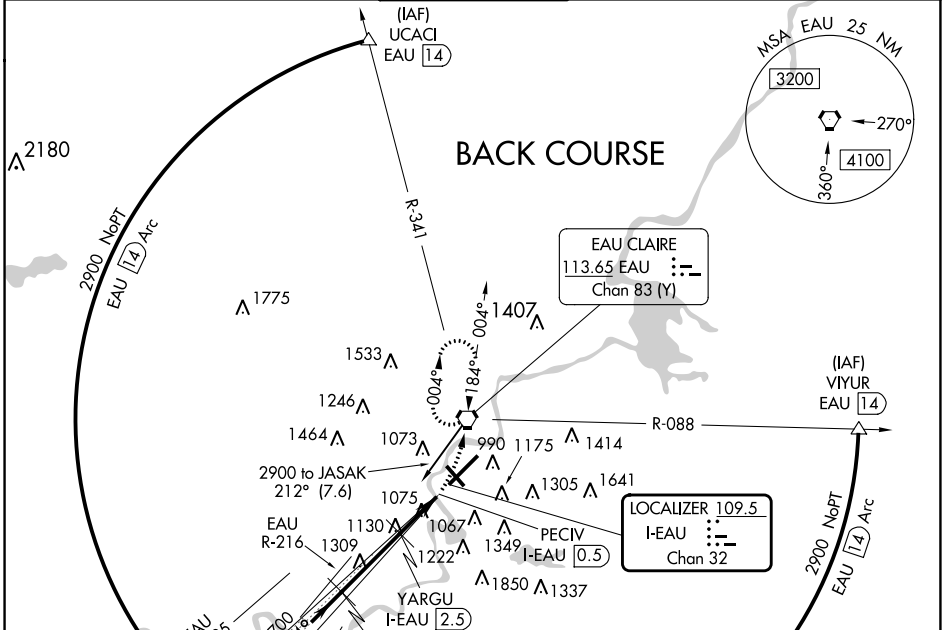 (IAF)
UCACI
EAU 14
MSA EAU 25 NM
3200
270°
4100
360°
2180
BACK COURSE
R-341
2900 NoPT
EAU 14 Arc
EAU CLAIRE
113.65 EAU
Chan 83 (Y)
1775
004°
1407
1533
004°
184°
(IAF)
VIYUR
EAU 14
1246
R-088
1464
1073
990
1175
1414
2900 to JASAK
212° (7.6)
1305
1641
1075
LOCALIZER 109.5
I-EAU
Chan 32
EAU
R-216
1130
1067
1349
PECIV
I-EAU 0.5
2900 NoPT
EAU 14 Arc
1309
1222
1850
1337
YARGU
I-EAU 2.5